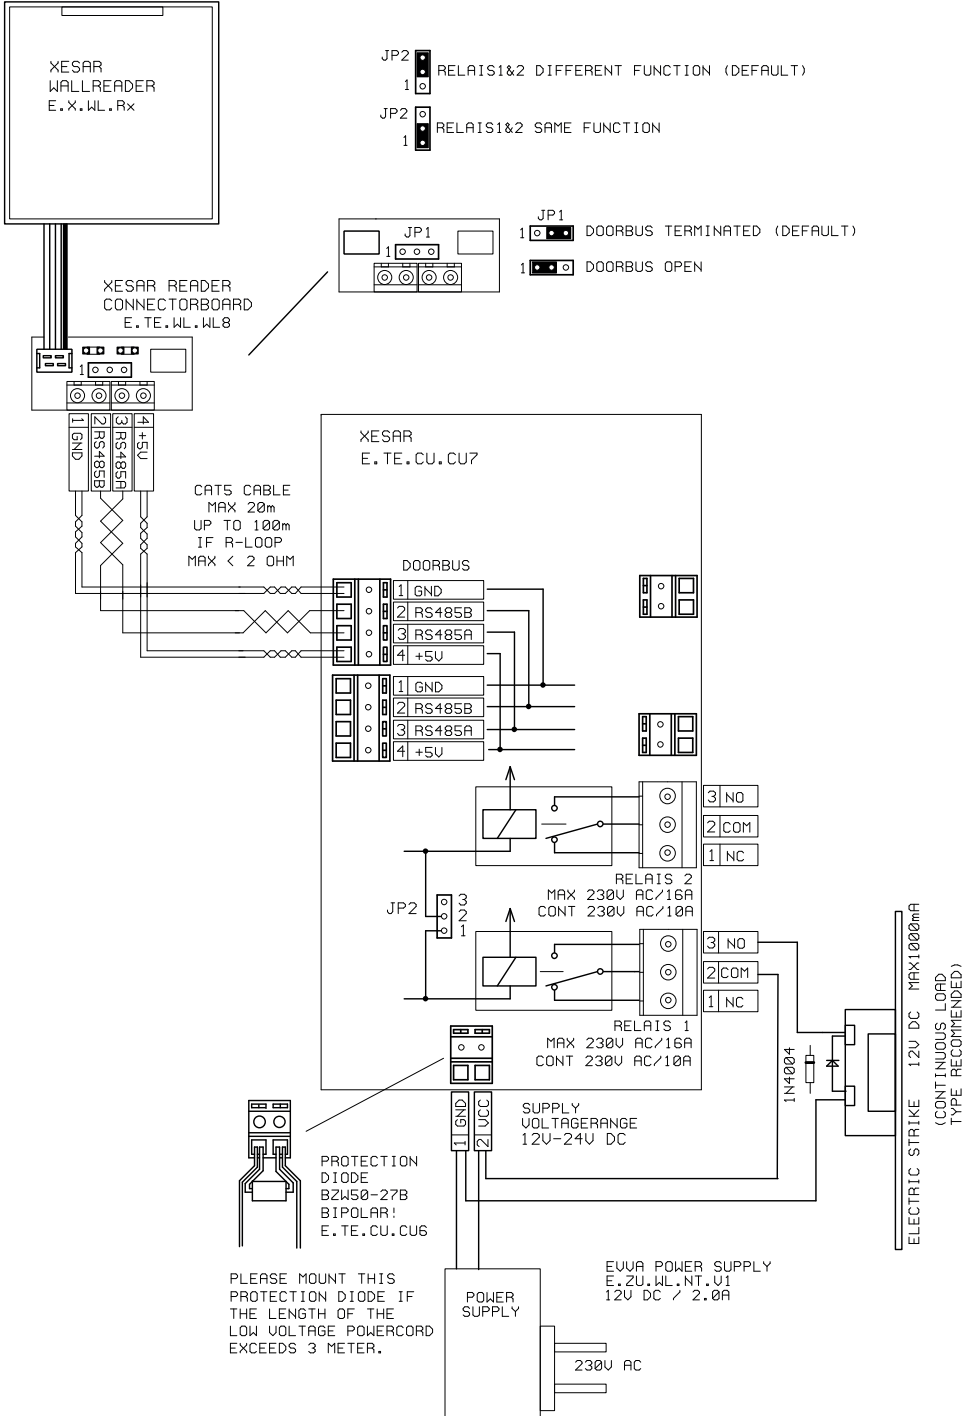 XESAR
WALLREADER
E.X.WL.Rx
JP2
1
RELAIS1&2 DIFFERENT FUNCTION (DEFAULT)
JP2
1
RELAIS1&2 SAME FUNCTION
JP1
1
JP1
1
DOORBUS TERMINATED (DEFAULT)
1
DOORBUS OPEN
XESAR READER
CONNECTORBOARD
E.TE.WL.WL8
1
1 GND
2 RS485B
3 RS485A
4 +5V
XESAR
E.TE.CU.CU7
CAT5 CABLE
MAX 20m
UP TO 100m
IF R-LOOP
MAX < 2 OHM
DOORBUS
1 GND
2 RS485B
3 RS485A
4 +5V
1 GND
2 RS485B
3 RS485A
4 +5V
3 NO
2 COM
1 NC
RELAIS 2
MAX 230V AC/16A
CONT 230V AC/10A
JP2
3
2
1
3 NO
2 COM
1 NC
RELAIS 1
MAX 230V AC/16A
CONT 230V AC/10A
1N4004
ELECTRIC STRIKE 12V DC MAX1000mA
(CONTINUOUS LOAD
TYPE RECOMMENDED)
1 GND
2 VCC
SUPPLY
VOLTAGERANGE
12V-24V DC
PROTECTION
DIODE
BZW50-27B
BIPOLAR!
E.TE.CU.CU6
PLEASE MOUNT THIS
PROTECTION DIODE IF
THE LENGTH OF THE
LOW VOLTAGE POWERCORD
EXCEEDS 3 METER.
POWER
SUPPLY
EVVA POWER SUPPLY
E.ZU.WL.NT.V1
12V DC / 2.0A
230V AC